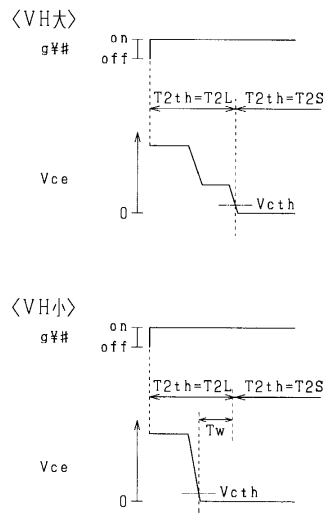 〈VH大〉
g¥#
on
off
T2th=T2L
T2th=T2S
Vce
Vcth
0
〈VH小〉
g¥#
on
off
T2th=T2L
T2th=T2S
Tw
Vce
Vcth
0